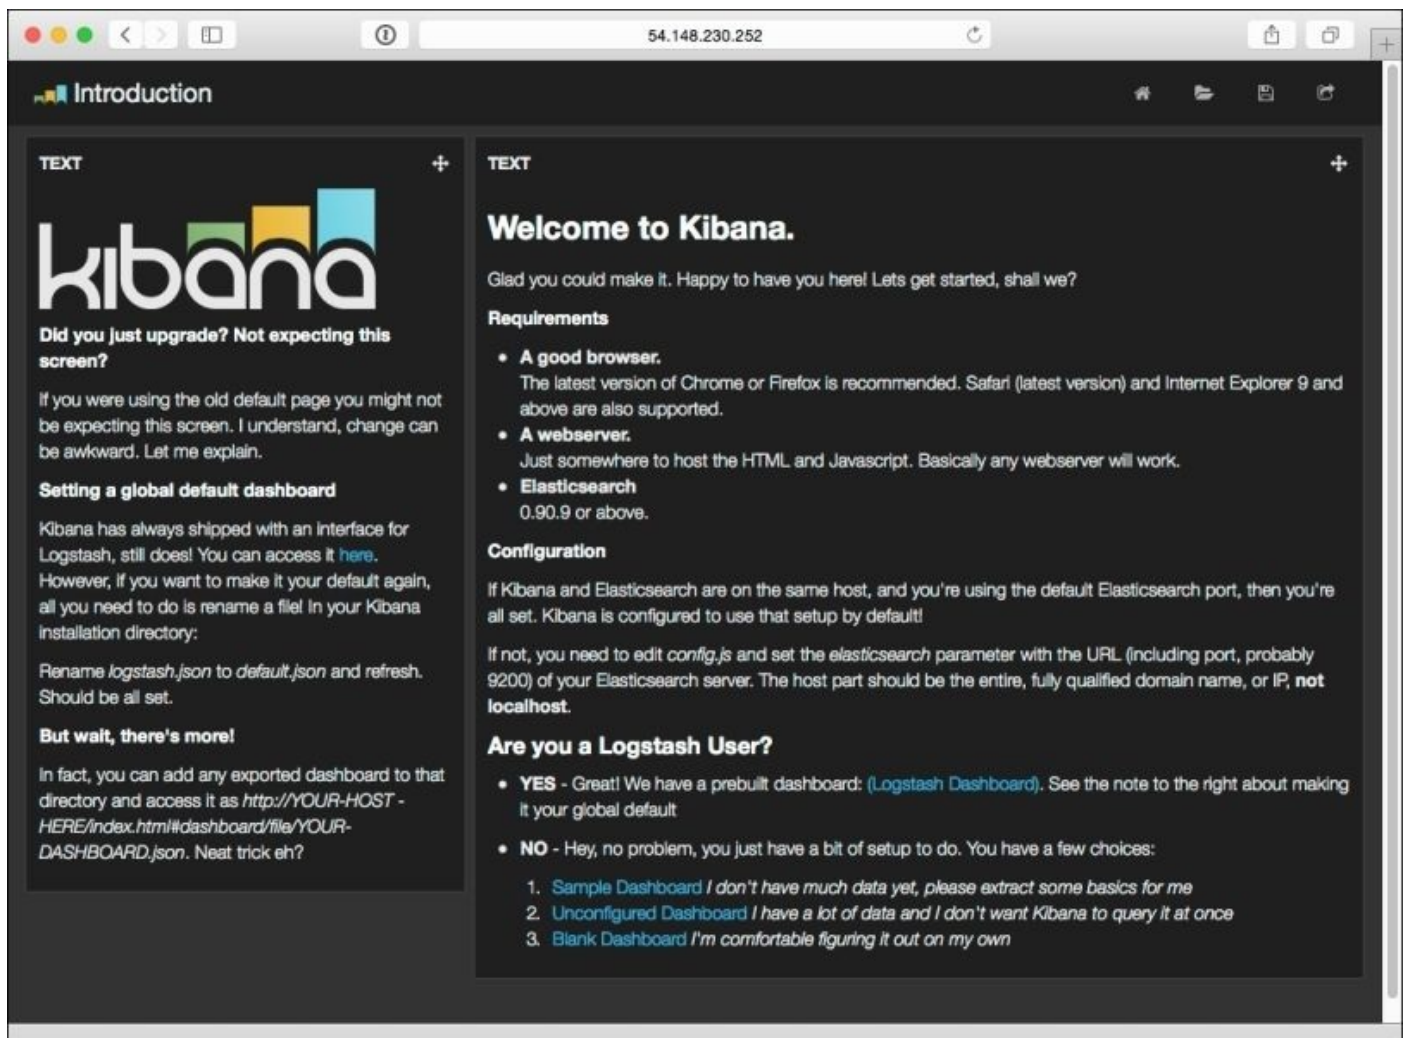 54.148.230.252
Introduction
TEXT
kibana
Did you just upgrade? Not expecting this
screen?
If you were using the old default page you might not
be expecting this screen. I understand, change can
be awkward. Let me explain.
Setting a global default dashboard
Kibana has always shipped with an interface for
Logstash, still does! You can access it here.
However, if you want to make it your default again,
all you need to do is rename a file! In your Kibana
installation directory:
Rename logstash.json to default.json and refresh.
Should be all set.
But wait, there's more!
In fact, you can add any exported dashboard to that
directory and access it as http://YOUR-HOST -
HERE/index.html#dashboard/file/YOUR-
DASHBOARD.json. Neat trick eh?
TEXT
Welcome to Kibana.
Glad you could make it. Happy to have you here! Lets get started, shall we?
Requirements
• A good browser.
The latest version of Chrome or Firefox is recommended. Safari (latest version) and Internet Explorer 9 and
above are also supported.
• A webserver.
Just somewhere to host the HTML and Javascript. Basically any webserver will work.
• Elasticsearch
0.90.9 or above.
Configuration
If Kibana and Elasticsearch are on the same host, and you're using the default Elasticsearch port, then you're
all set. Kibana is configured to use that setup by default!
If not, you need to edit config.js and set the elasticsearch parameter with the URL (including port, probably
9200) of your Elasticsearch server. The host part should be the entire, fully qualified domain name, or IP, not
localhost.
Are you a Logstash User?
• YES - Great! We have a prebuilt dashboard: (Logstash Dashboard). See the note to the right about making
it your global default
• NO - Hey, no problem, you just have a bit of setup to do. You have a few choices:
1. Sample Dashboard I don't have much data yet, please extract some basics for me
2. Unconfigured Dashboard I have a lot of data and I don't want Kibana to query it at once
3. Blank Dashboard I'm comfortable figuring it out on my own